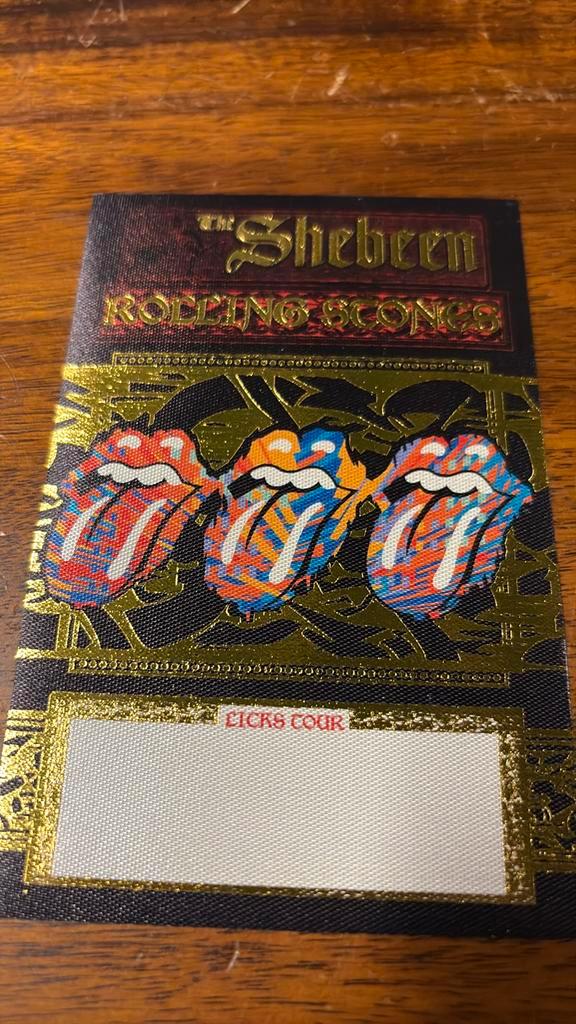 The Shebeen
ROLLING STONES
LICKS TOUR